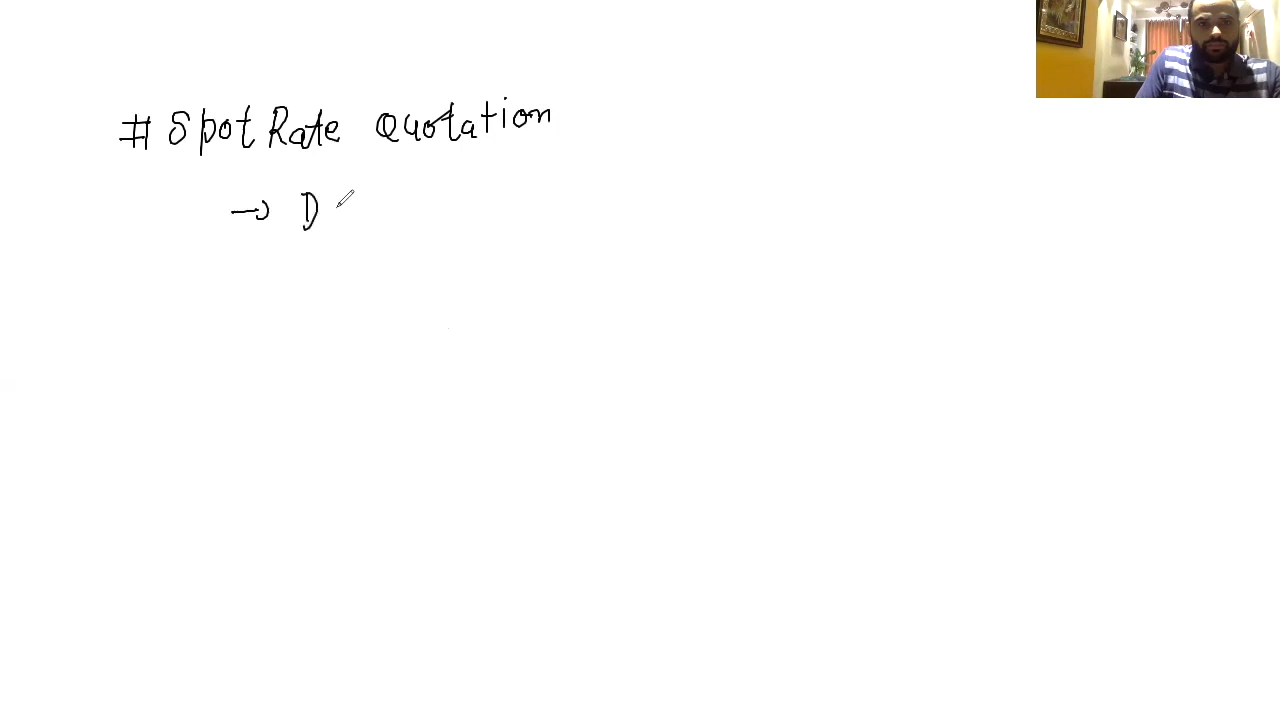 # Spot Rate Quotation
→ D